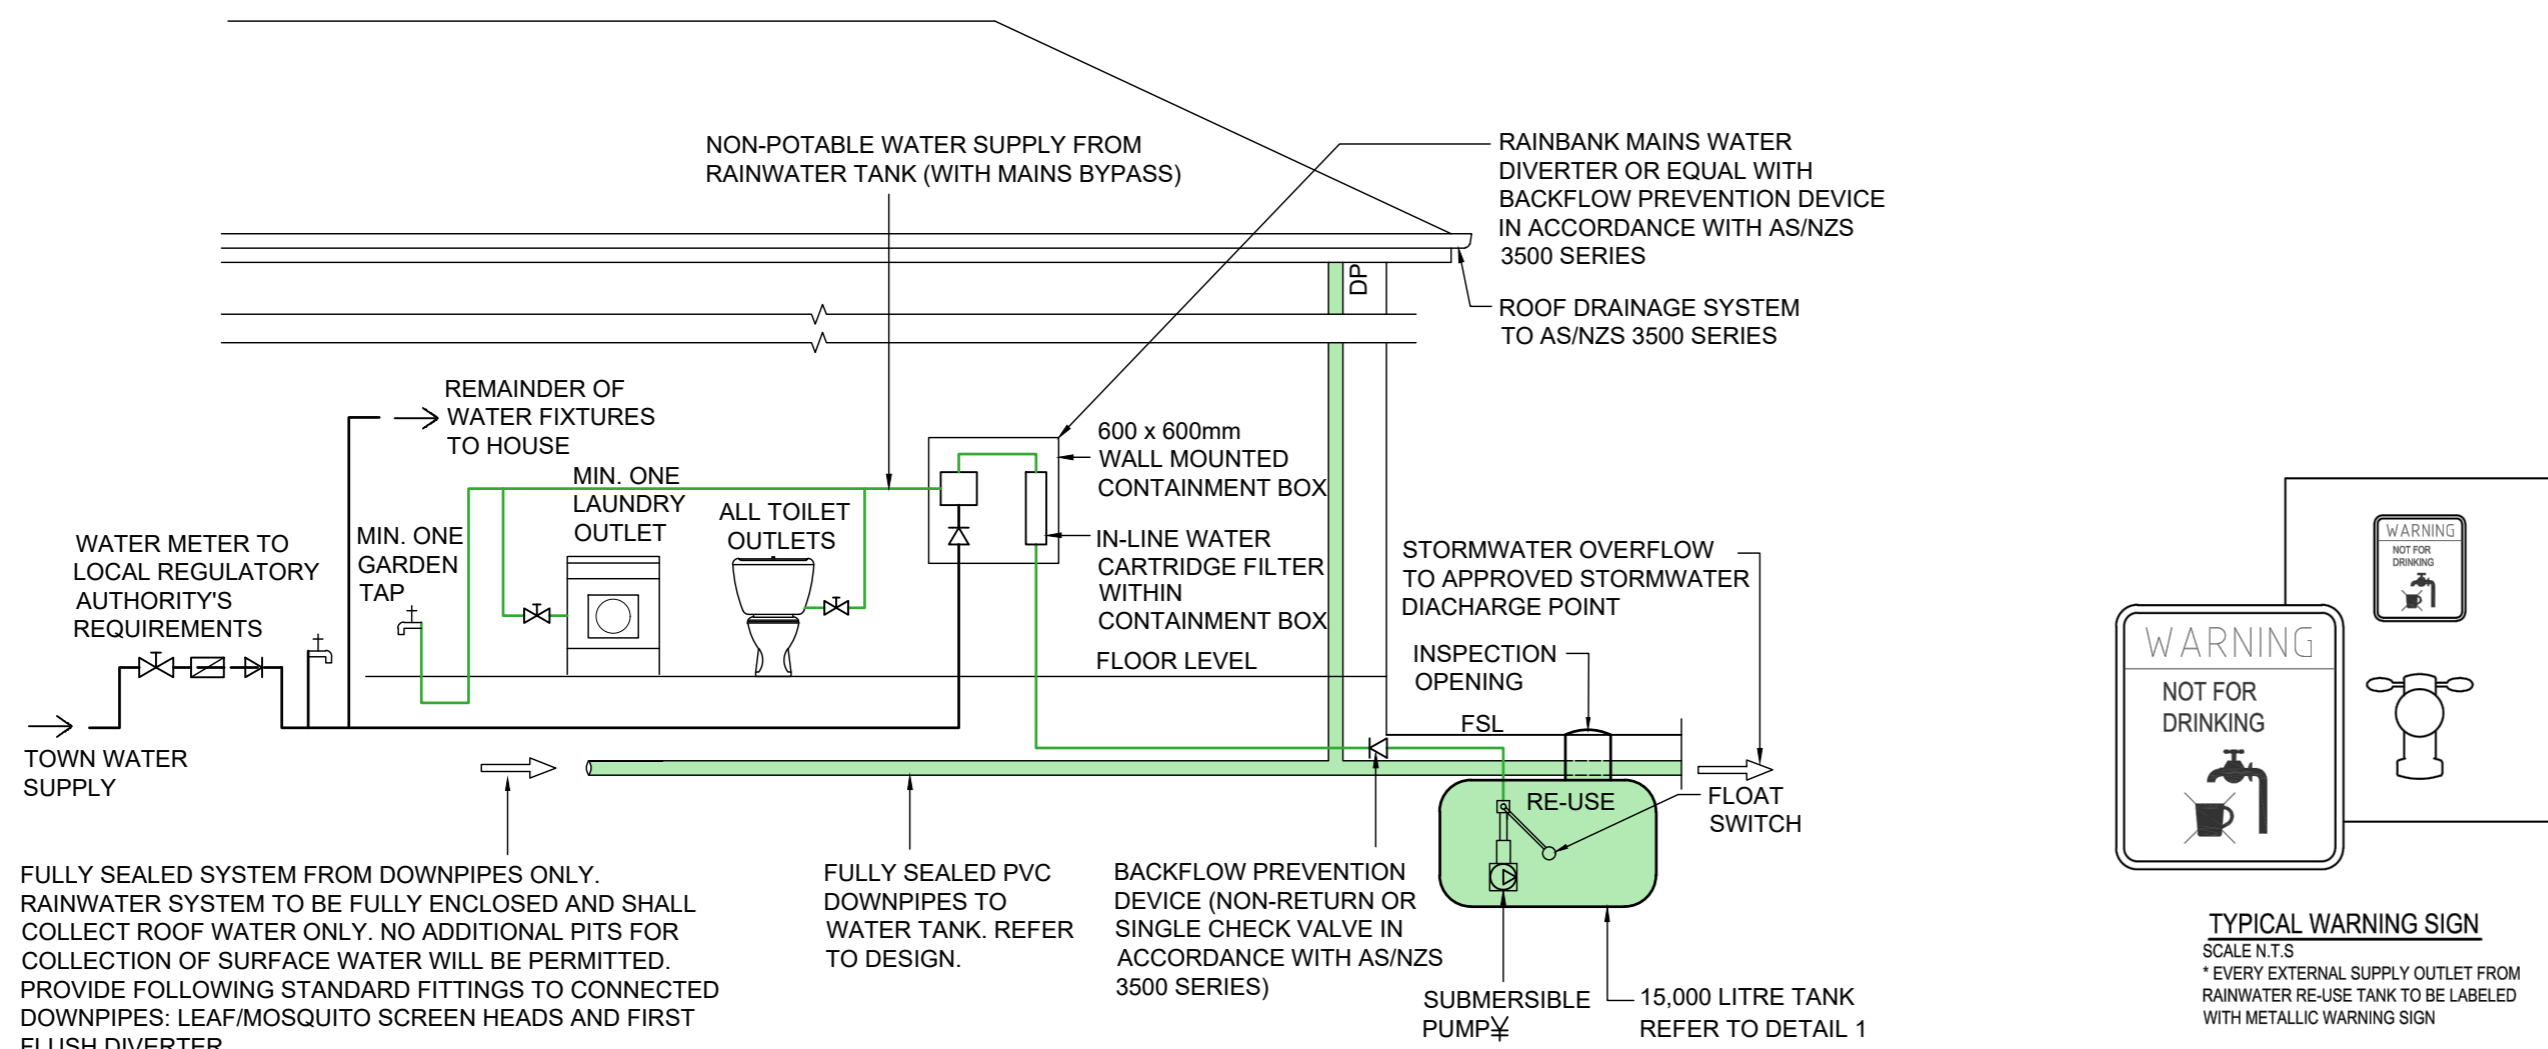 NON-POTABLE WATER SUPPLY FROM
RAINWATER TANK (WITH MAINS BYPASS)
RAINBANK MAINS WATER
DIVERTER OR EQUAL WITH
BACKFLOW PREVENTION DEVICE
IN ACCORDANCE WITH AS/NZS
3500 SERIES
DP
ROOF DRAINAGE SYSTEM
TO AS/NZS 3500 SERIES
REMAINDER OF
WATER FIXTURES
TO HOUSE
MIN. ONE
LAUNDRY
OUTLET
ALL TOILET
OUTLETS
600 x 600mm
WALL MOUNTED
CONTAINMENT BOX
IN-LINE WATER
CARTRIDGE FILTER
WITHIN
CONTAINMENT BOX
FLOOR LEVEL
MIN. ONE
GARDEN
TAP
WATER METER TO
LOCAL REGULATORY
AUTHORITY'S
REQUIREMENTS
TOWN WATER
SUPPLY
STORMWATER OVERFLOW
TO APPROVED STORMWATER
DIACHARGE POINT
INSPECTION
OPENING
FSL
RE-USE
FLOAT
SWITCH
FULLY SEALED SYSTEM FROM DOWNPIPES ONLY.
RAINWATER SYSTEM TO BE FULLY ENCLOSED AND SHALL
COLLECT ROOF WATER ONLY. NO ADDITIONAL PITS FOR
COLLECTION OF SURFACE WATER WILL BE PERMITTED.
PROVIDE FOLLOWING STANDARD FITTINGS TO CONNECTED
DOWNPIPES: LEAF/MOSQUITO SCREEN HEADS AND FIRST
FLUSH DIVERTER
FULLY SEALED PVC
DOWNPIPES TO
WATER TANK. REFER
TO DESIGN.
BACKFLOW PREVENTION
DEVICE (NON-RETURN OR
SINGLE CHECK VALVE IN
ACCORDANCE WITH AS/NZS
3500 SERIES)
SUBMERSIBLE
PUMP¥
15,000 LITRE TANK
REFER TO DETAIL 1
WARNING
NOT FOR
DRINKING
WARNING
NOT FOR
DRINKING
TYPICAL WARNING SIGN
SCALE N.T.S
* EVERY EXTERNAL SUPPLY OUTLET FROM
RAINWATER RE-USE TANK TO BE LABELED
WITH METALLIC WARNING SIGN